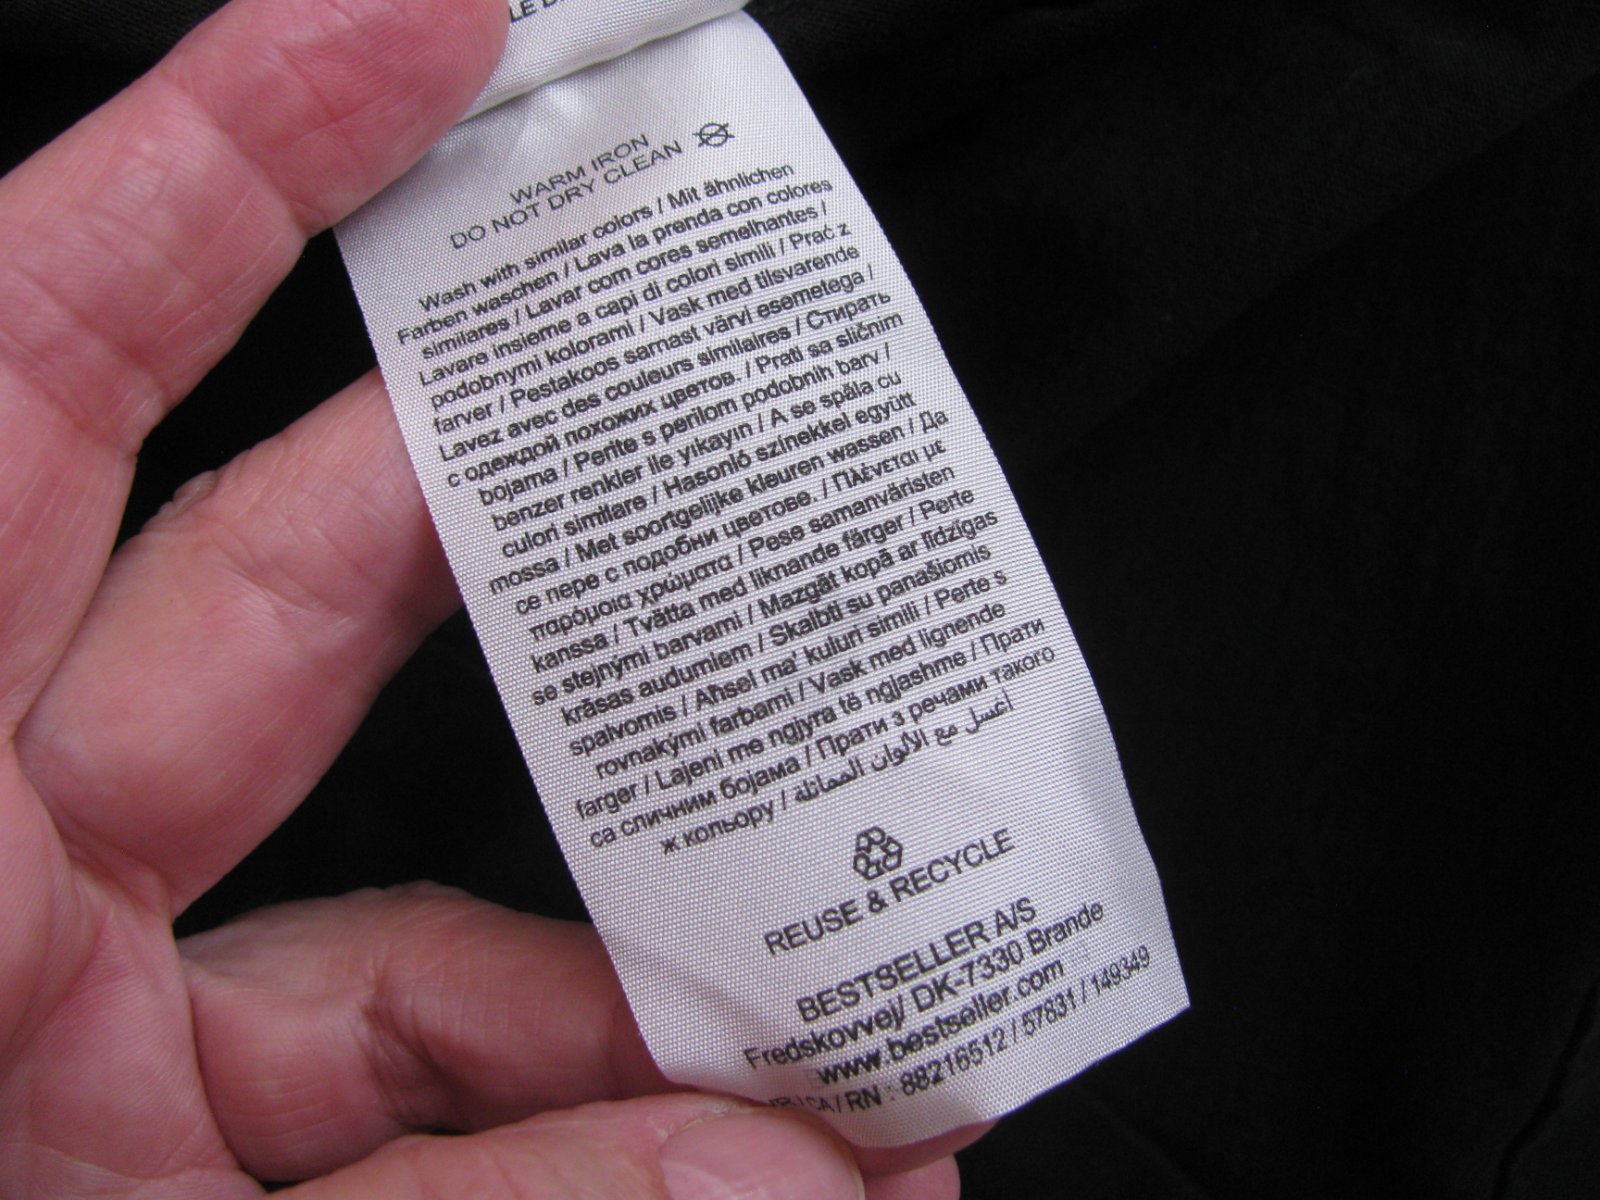 WARM IRON
DO NOT DRY CLEAN
Wash with similar colors / Mit ähnlichen
Farben waschen / Lava la prenda con colores
similares / Lavar com cores semelhantes /
Lavare insieme a capi di colori simili / Prać z
podobnymi kolorami / Vask med tilsvarende
farver / Pestakoos samast värvi esemetega /
Lavez avec des couleurs similaires / Стирать
с одеждой похожих цветов. / Prati sa sličnim
bojama / Perite s perilom podobnih barv /
benzer renkler ile yıkayın / A se spăla cu
culori similare / Hasonló színekkel együtt
mossa / Met soortgelijke kleuren wassen / Да
се пере с подобни цветове. / Πλένεται με
παρόμοια χρώματα / Pese samanväristen
kanssa / Tvätta med liknande färger / Perte
se stejnými barvami / Mazgāt kopā ar līdzīgas
krāsas audumiem / Skalbti su panašiomis
spalvomis / Aħsel ma' kuluri simili / Perte s
rovnakými farbami / Vask med lignende
farger / Lajeni me ngjyra të ngjashme / Прати
са сличним бојама / Прати з речами такого
ж кольору / أغسل مع الألوان المماثلة
REUSE & RECYCLE
BESTSELLER A/S
Fredskovvej/ DK-7330 Brande
www.bestseller.com
CA / RN : 88216512 / 57831 / 149349